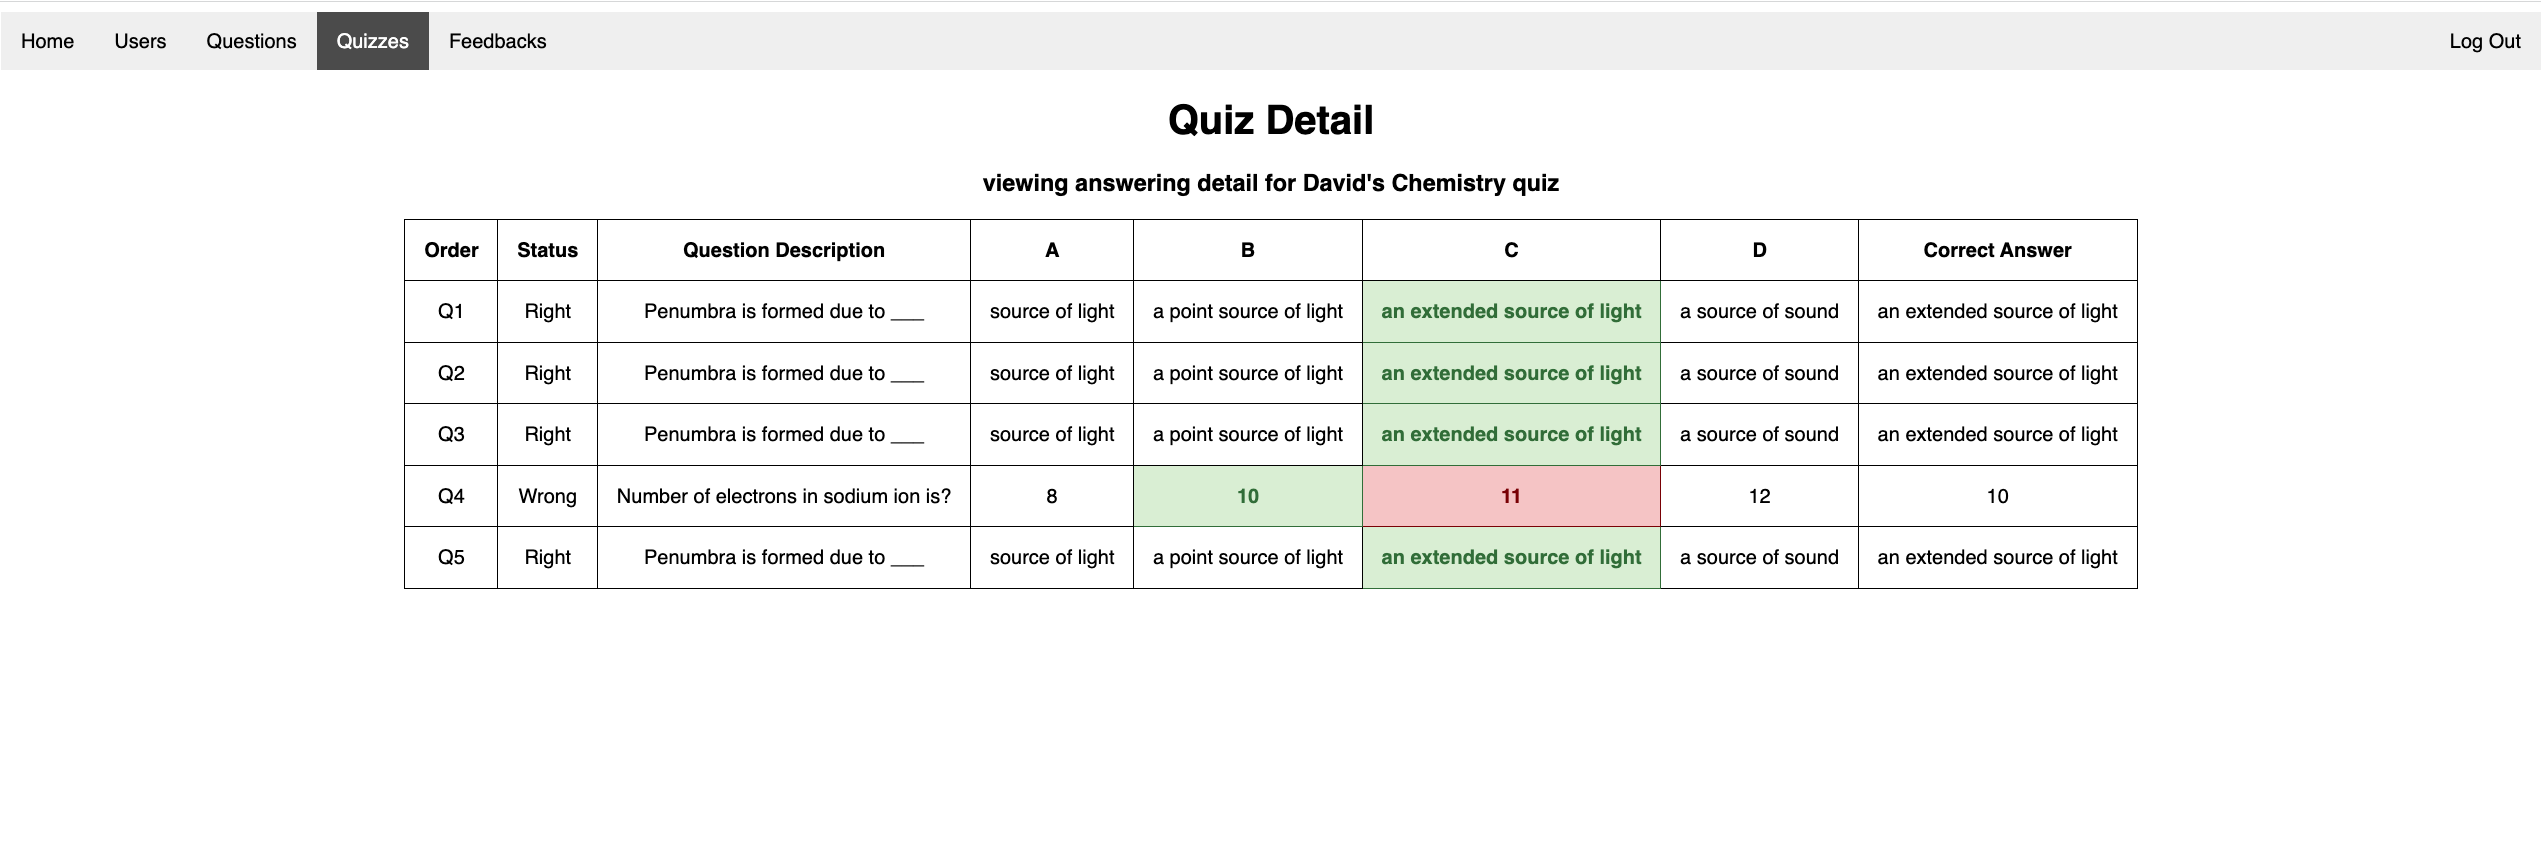 Home Users Questions Quizzes Feedbacks Log Out
Quiz Detail
viewing answering detail for David's Chemistry quiz
Order Status Question Description A B C D Correct Answer
Q1 Right Penumbra is formed due to ___ source of light a point source of light an extended source of light a source of sound an extended source of light
Q2 Right Penumbra is formed due to ___ source of light a point source of light an extended source of light a source of sound an extended source of light
Q3 Right Penumbra is formed due to ___ source of light a point source of light an extended source of light a source of sound an extended source of light
Q4 Wrong Number of electrons in sodium ion is? 8 10 11 12 10
Q5 Right Penumbra is formed due to ___ source of light a point source of light an extended source of light a source of sound an extended source of light